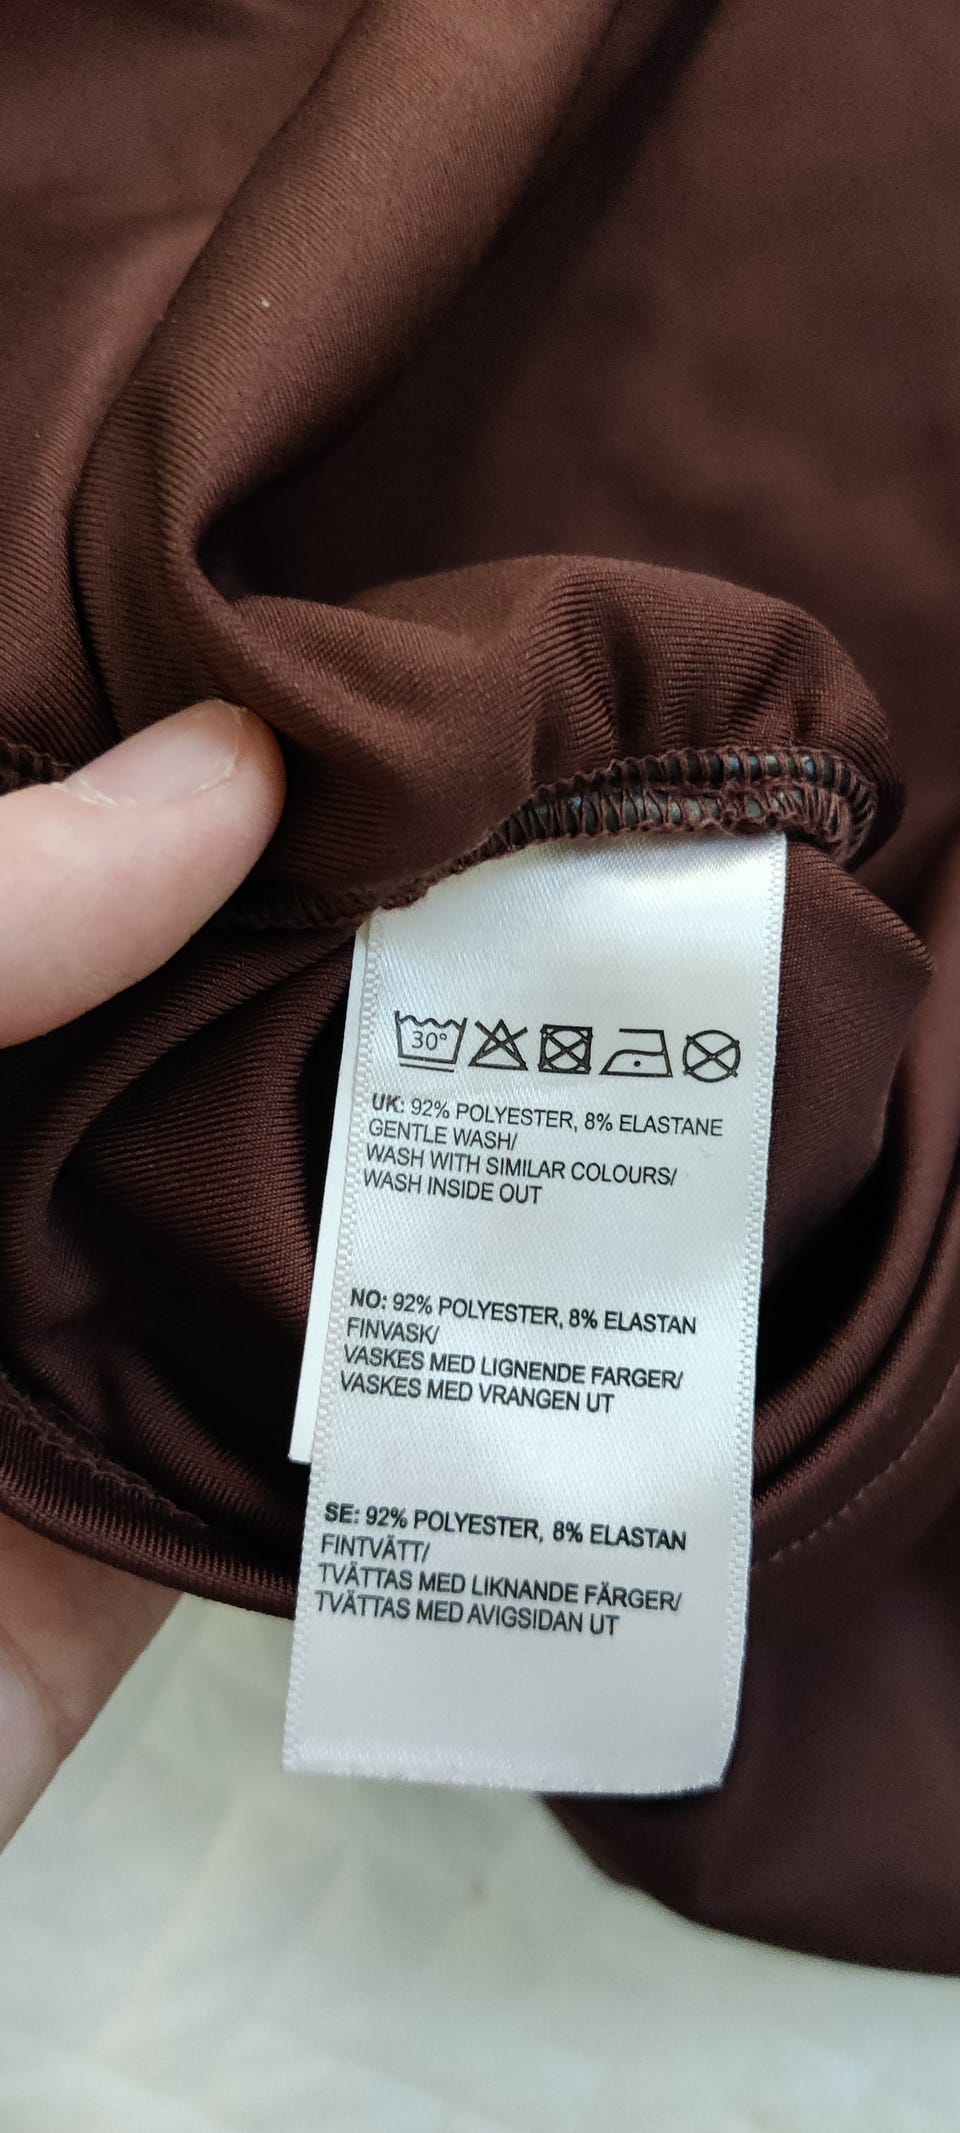 30°
UK: 92% POLYESTER, 8% ELASTANE
GENTLE WASH/
WASH WITH SIMILAR COLOURS/
WASH INSIDE OUT
NO: 92% POLYESTER, 8% ELASTAN
FINVASK/
VASKES MED LIGNENDE FARGER/
VASKES MED VRANGEN UT
SE: 92% POLYESTER, 8% ELASTAN
FINTVÄTT/
TVÄTTAS MED LIKNANDE FÄRGER/
TVÄTTAS MED AVIGSIDAN UT